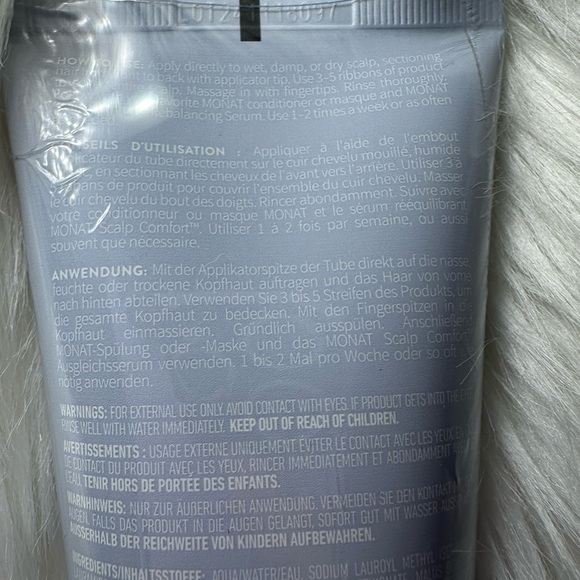 0124 18037
HOW TO USE: Apply directly to wet, damp, or dry scalp, sectioning
to back with applicator tip. Use 3-5 ribbons of product
scalp. Massage in with fingertips. Rinse thoroughly.
favorite MONAT conditioner or masque and MONAT
ebalancing Serum. Use 1-2 times a week or as often
SEILS D'UTILISATION : Appliquer à l'aide de l'embout
licateur du tube directement sur le cuir chevelu mouillé, humide
en sectionnant les cheveux de l'avant vers l'arrière. Utiliser 3 à
ans de produit pour couvrir l'ensemble du cuir chevelu. Masser
le cuir chevelu du bout des doigts. Rincer abondamment. Suivre avec
votre conditionneur ou masque MONAT et le sérum rééquilibrant
MONAT Scalp Comfort™. Utiliser 1 à 2 fois par semaine, ou aussi
souvent que nécessaire.
ANWENDUNG: Mit der Applikatorspitze der Tube direkt auf die nasse,
feuchte oder trockene Kopfhaut auftragen und das Haar von vorne
nach hinten abteilen. Verwenden Sie 3 bis 5 Streifen des Produkts, um
die gesamte Kopfhaut zu bedecken. Mit den Fingerspitzen in die
Kopfhaut einmassieren. Gründlich ausspülen. Anschließend
MONAT-Spülung oder -Maske und das MONAT Scalp Comfort
Ausgleichsserum verwenden. 1 bis 2 Mal pro Woche oder so oft
nötig anwenden.
WARNINGS: FOR EXTERNAL USE ONLY. AVOID CONTACT WITH EYES. IF PRODUCT GETS INTO THE EYES
RINSE WELL WITH WATER IMMEDIATELY. KEEP OUT OF REACH OF CHILDREN.
AVERTISSEMENTS : USAGE EXTERNE UNIQUEMENT. ÉVITER LE CONTACT AVEC LES YEUX. EN
DE CONTACT DU PRODUIT AVEC LES YEUX, RINCER IMMÉDIATEMENT ET ABONDAMMENT
L'EAU. TENIR HORS DE PORTÉE DES ENFANTS.
WARNHINWEIS: NUR ZUR ÄUßERLICHEN ANWENDUNG. VERMEIDEN SIE DEN KONTAKT
AUGEN. FALLS DAS PRODUKT IN DIE AUGEN GELANGT, SOFORT GUT MIT WASSER
AUSSERHALB DER REICHWEITE VON KINDERN AUFBEWAHREN.
INGREDIENTS/INHALTSSTOFFE: AQUA/WATER/EAU, SODIUM LAUROYL METHYL